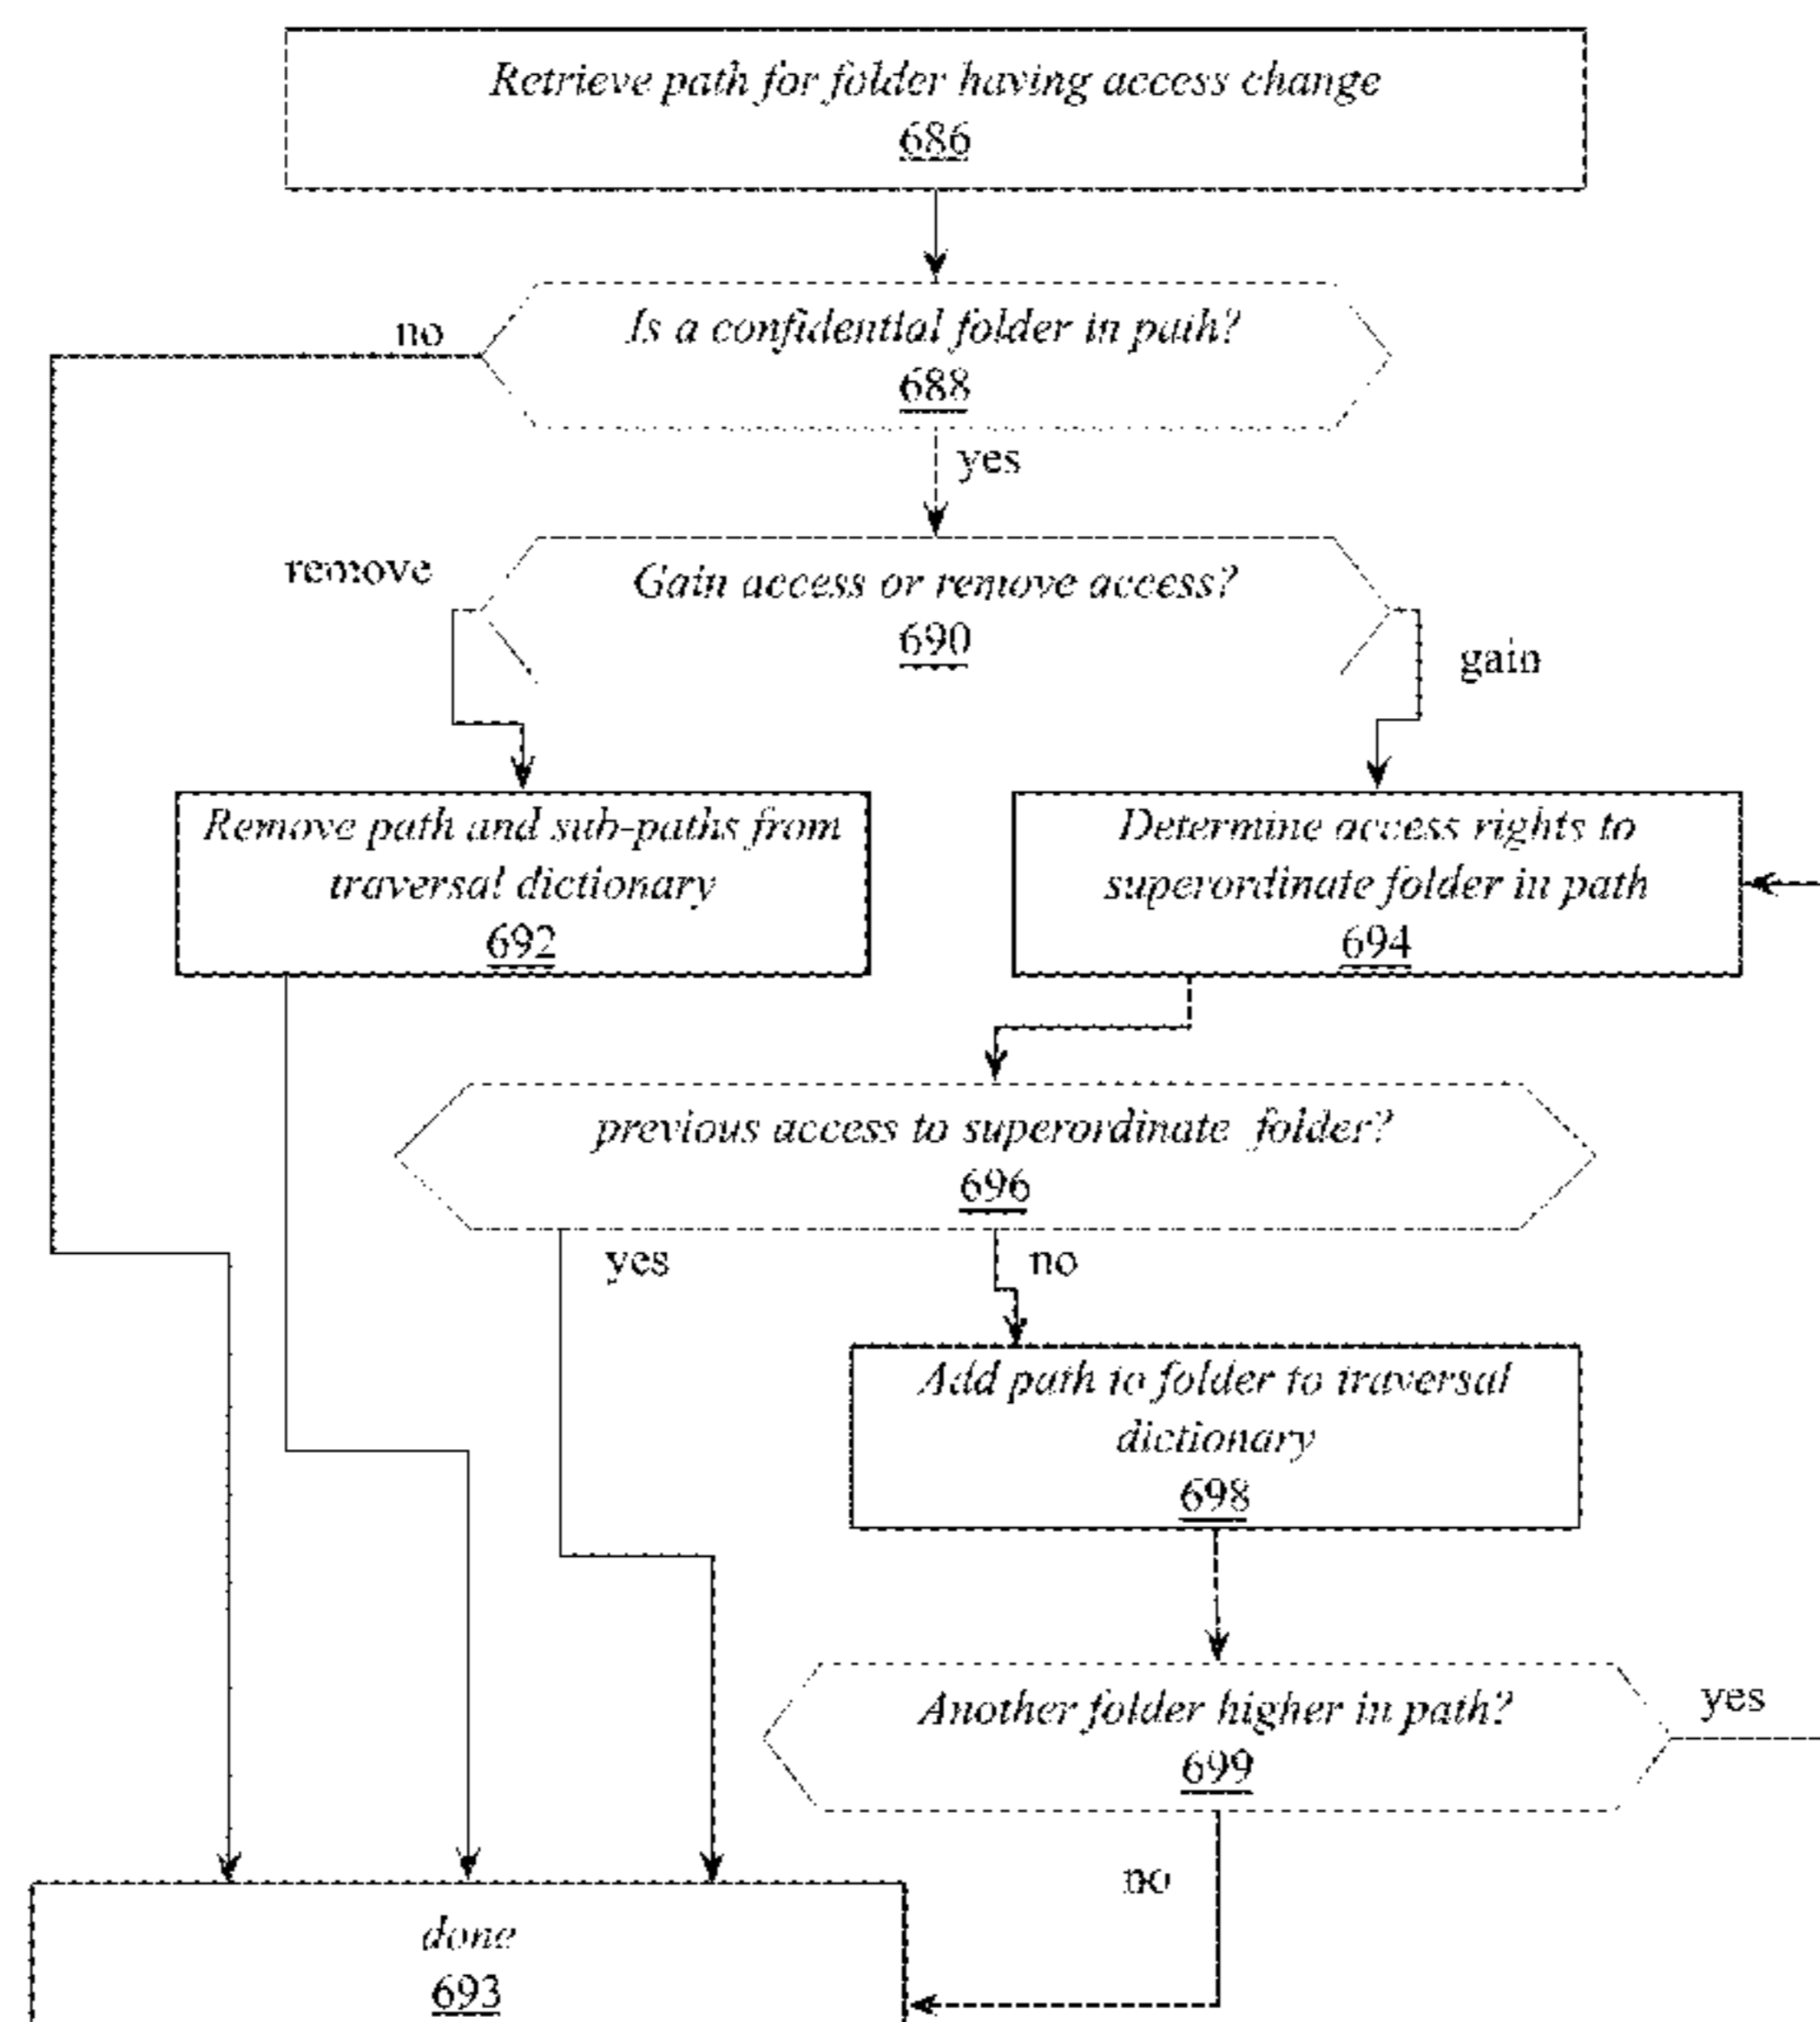 Retrieve path for folder having access change
686
no
Is a confidential folder in path?
688
yes
remove
Gain access or remove access?
690
gain
Remove path and sub-paths from
traversal dictionary
692
Determine access rights to
superordinate folder in path
694
previous access to superordinate folder?
696
yes
no
Add path to folder to traversal
dictionary
698
Another folder higher in path?
699
yes
no
done
693